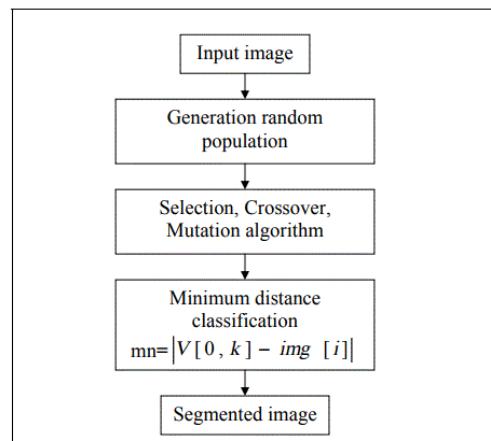 Input image
Generation random
population
Selection, Crossover,
Mutation algorithm
Minimum distance
classification
mn=|V[0, k] − img [i]|
Segmented image